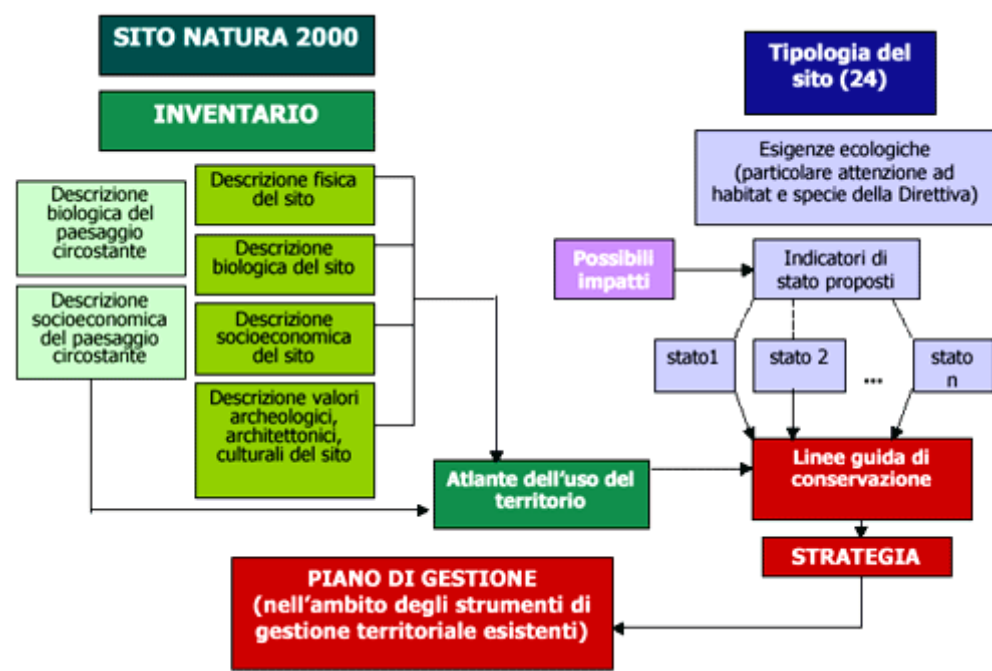 SITO NATURA 2000
INVENTARIO
Descrizione
biologica del
paesaggio
circostante
Descrizione
socioeconomica
del paesaggio
circostante
Descrizione fisica
del sito
Descrizione
biologica del sito
Descrizione
socioeconomica
del sito
Descrizione valori
archeologici,
architettonici,
culturali del sito
Atlante dell'uso del
territorio
Tipologia del
sito (24)
Esigenze ecologiche
(particolare attenzione ad
habitat e specie della Direttiva)
Possibili
impatti
Indicatori di
stato proposti
stato1
stato 2
...
stato
n
Linee guida di
conservazione
STRATEGIA
PIANO DI GESTIONE
(nell'ambito degli strumenti di
gestione territoriale esistenti)